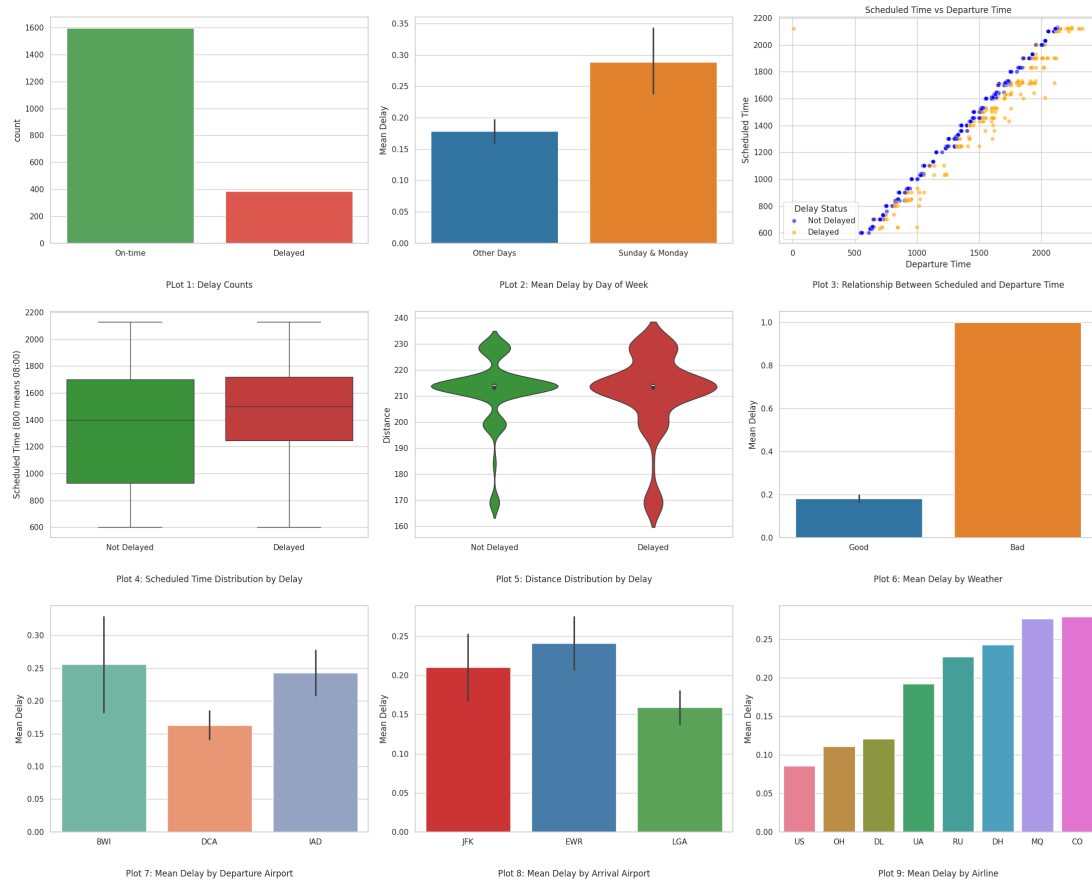 1600
1400
1200
1000
800
600
400
200
0
count
On-time
Delayed
PLot 1: Delay Counts
0.35
0.30
0.25
0.20
0.15
0.10
0.05
0.00
Mean Delay
Other Days
Sunday & Monday
PLot 2: Mean Delay by Day of Week
Scheduled Time vs Departure Time
2200
2000
1800
1600
1400
1200
1000
800
600
Scheduled Time
Delay Status
Not Delayed
Delayed
0
500
1000
1500
2000
Departure Time
Plot 3: Relationship Between Scheduled and Departure Time
2200
2000
1800
1600
1400
1200
1000
800
600
Scheduled Time (800 means 08:00)
Not Delayed
Delayed
Plot 4: Scheduled Time Distribution by Delay
240
230
220
210
200
190
180
170
160
Distance
Not Delayed
Delayed
Plot 5: Distance Distribution by Delay
1.0
0.8
0.6
0.4
0.2
0.0
Mean Delay
Good
Bad
Plot 6: Mean Delay by Weather
0.30
0.25
0.20
0.15
0.10
0.05
0.00
Mean Delay
BWI
DCA
IAD
Plot 7: Mean Delay by Departure Airport
0.25
0.20
0.15
0.10
0.05
0.00
Mean Delay
JFK
EWR
LGA
Plot 8: Mean Delay by Arrival Airport
0.25
0.20
0.15
0.10
0.05
0.00
Mean Delay
US
OH
DL
UA
RU
DH
MQ
CO
Plot 9: Mean Delay by Airline